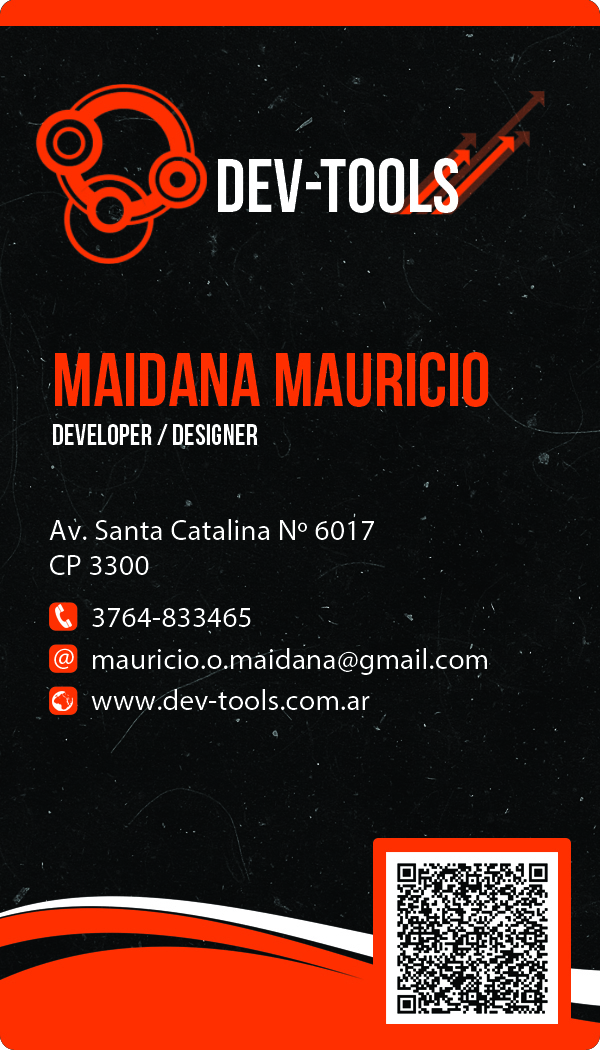 DEV-TOOLS
MAIDANA MAURICIO
DEVELOPER / DESIGNER
Av. Santa Catalina Nº 6017
CP 3300
3764-833465
mauricio.o.maidana@gmail.com
www.dev-tools.com.ar